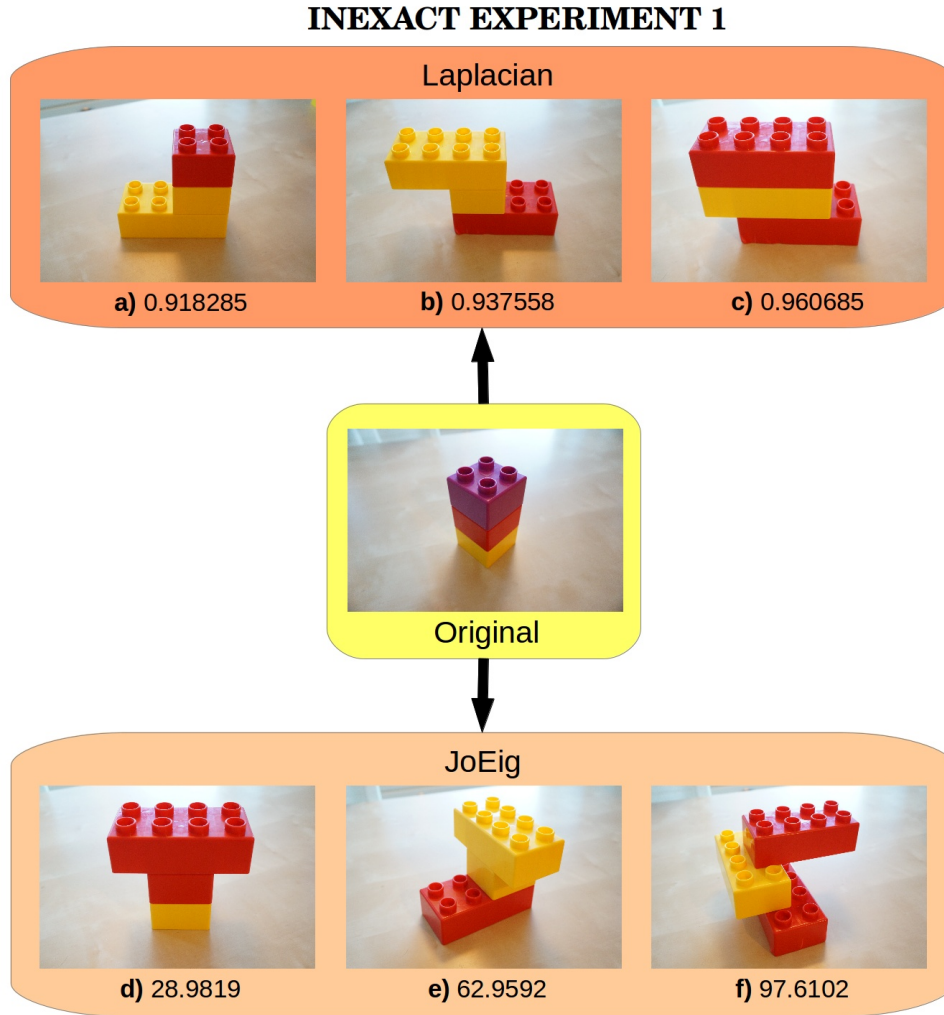 INEXACT EXPERIMENT 1
Laplacian
a) 0.918285 b) 0.937558 c) 0.960685
Original
JoEig
d) 28.9819 e) 62.9592 f) 97.6102